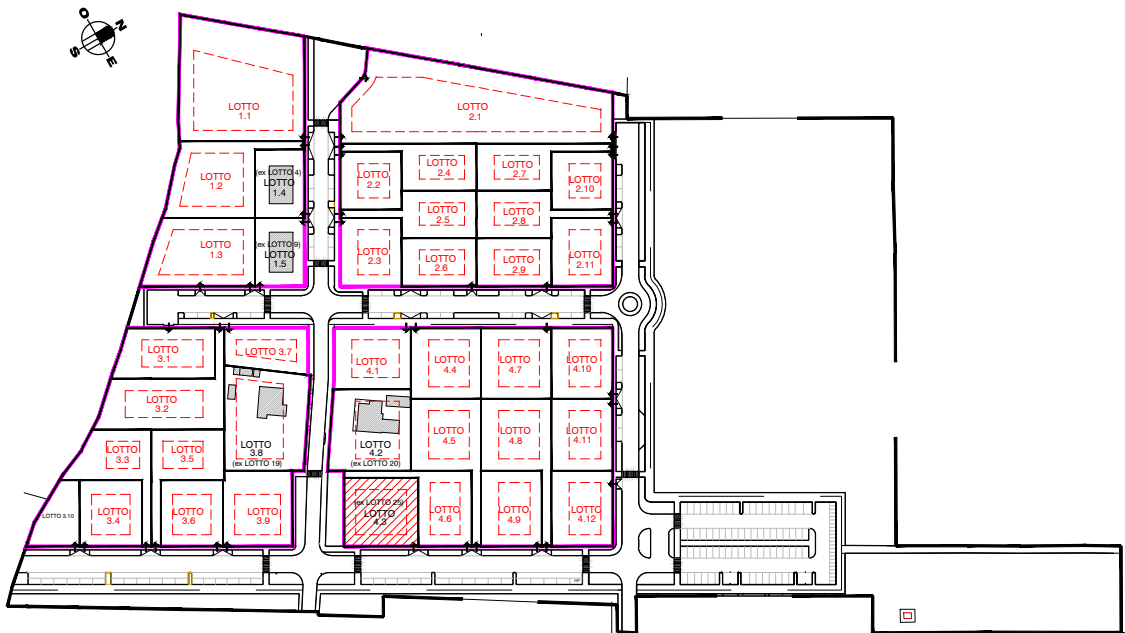 O
N
S
E
LOTTO
1.1
LOTTO
2.1
LOTTO
1.2
(ex LOTTO 4)
LOTTO
1.4
LOTTO
2.2
LOTTO
2.4
LOTTO
2.7
LOTTO
2.10
LOTTO
2.5
LOTTO
2.8
LOTTO
1.3
(ex LOTTO 9)
LOTTO
1.5
LOTTO
2.3
LOTTO
2.6
LOTTO
2.9
LOTTO
2.11
LOTTO
3.1
LOTTO 3.7
LOTTO
4.1
LOTTO
4.4
LOTTO
4.7
LOTTO
4.10
LOTTO
3.2
LOTTO
3.3
LOTTO
3.5
LOTTO
3.8
(ex LOTTO 19)
LOTTO
4.2
(ex LOTTO 20)
LOTTO
4.5
LOTTO
4.8
LOTTO
4.11
LOTTO 3.10
LOTTO
3.4
LOTTO
3.6
LOTTO
3.9
(ex LOTTO 25)
LOTTO
4.3
LOTTO
4.6
LOTTO
4.9
LOTTO
4.12